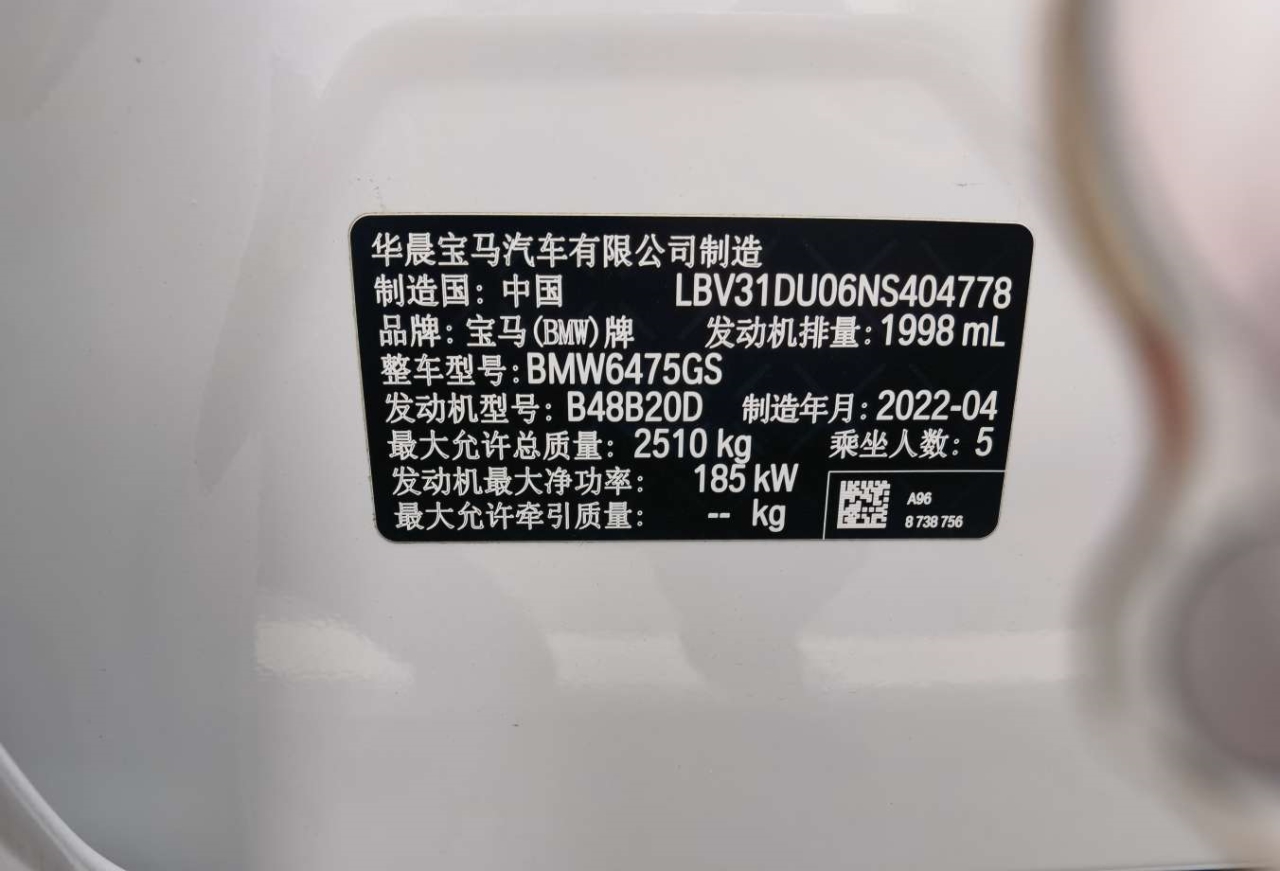 华晨宝马汽车有限公司制造
制造国：中国 LBV31DU06NS404778
品牌：宝马(BMW)牌 发动机排量：1998 mL
整车型号：BMW6475GS
发动机型号：B48B20D 制造年月：2022-04
最大允许总质量：2510 kg 乘坐人数：5
发动机最大净功率：185 kW
最大允许牵引质量：-- kg
A96
8 738 756